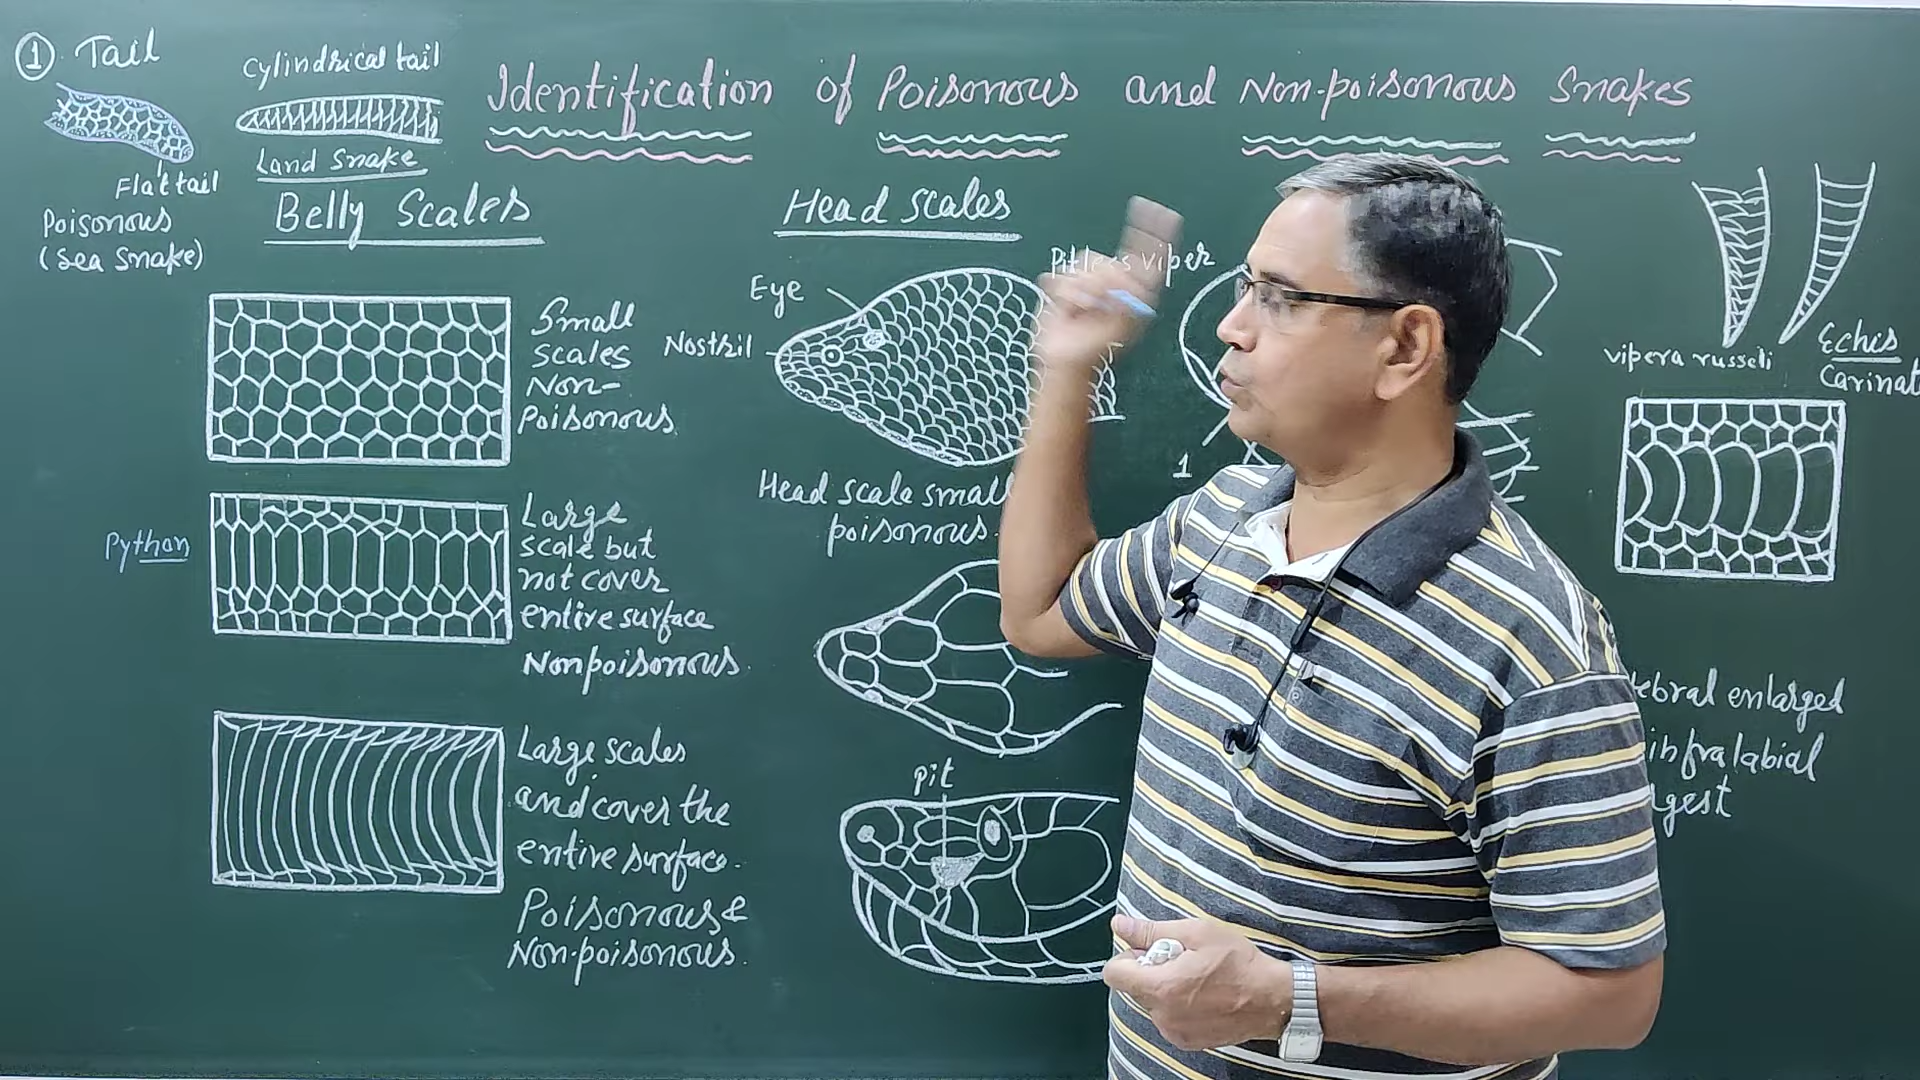 ① Tail
Cylindrical tail
Identification of Poisonous and Non-poisonous Snakes
Land Snake
Flat tail
Poisonous
(Sea Snake)
Belly Scales
Small
scales
Non-
Poisonous
Python
Large
scale but
not cover
entire surface
Nonpoisonous.
Large scales
and cover the
entire surface.
Poisonous &
Non-poisonous.
Head scales
Eye
Nostril
Pitless viper
Head scale small
poisonous.
pit
1
vipera russeli
Echis
enlarged
infralabial